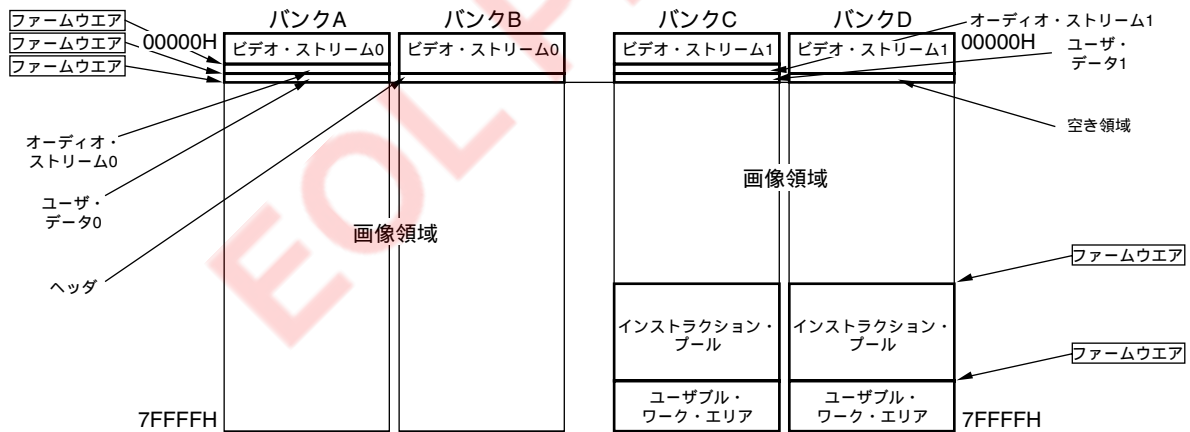 バンクA
バンクB
バンクC
バンクD
ファームウエア
ファームウエア
ファームウエア
00000H
ビデオ・ストリーム0
ビデオ・ストリーム0
ビデオ・ストリーム1
ビデオ・ストリーム1
00000H
オーディオ・ストリーム1
ユーザ・
データ1
オーディオ・
ストリーム0
空き領域
ユーザ・
データ0
画像領域
画像領域
ヘッダ
ファームウエア
インストラクション・
プール
インストラクション・
プール
ファームウエア
ユーザブル・
ワーク・エリア
ユーザブル・
ワーク・エリア
7FFFFH
7FFFFH